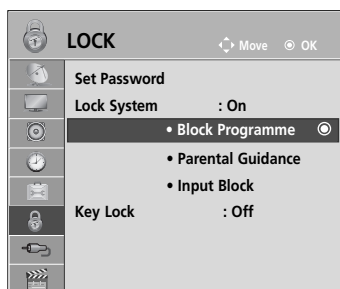 LOCK Move OK
Set Password
Lock System : On
• Block Programme
• Parental Guidance
• Input Block
Key Lock : Off